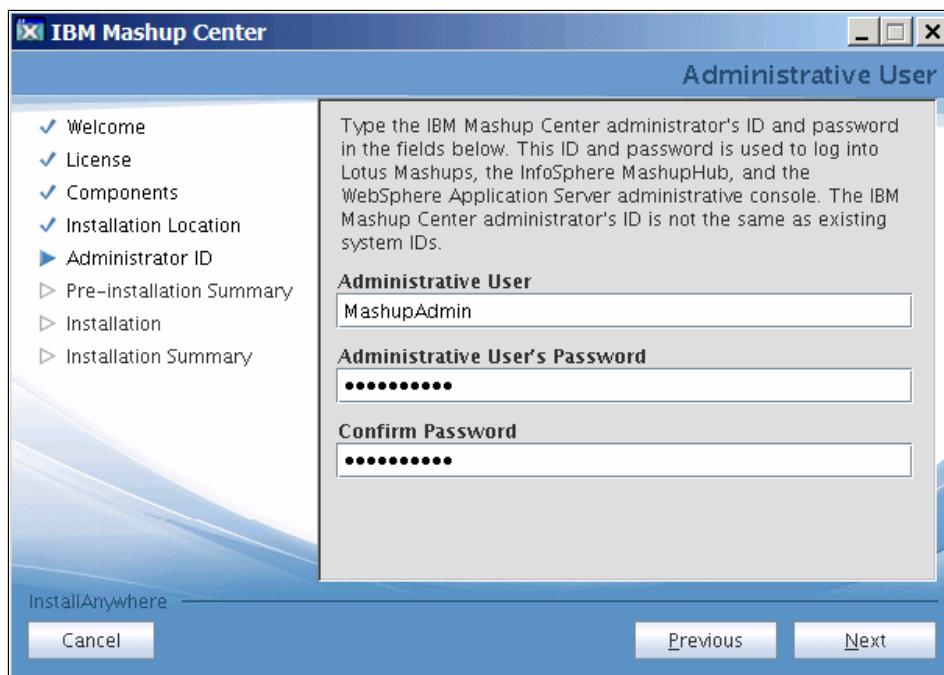 IBM Mashup Center
Administrative User
Welcome
License
Components
Installation Location
Administrator ID
Pre-installation Summary
Installation
Installation Summary
Type the IBM Mashup Center administrator's ID and password
in the fields below. This ID and password is used to log into
Lotus Mashups, the InfoSphere MashupHub, and the
WebSphere Application Server administrative console. The IBM
Mashup Center administrator's ID is not the same as existing
system IDs.
Administrative User
MashupAdmin
Administrative User's Password
••••••••••
Confirm Password
••••••••••
InstallAnywhere
Cancel
Previous
Next